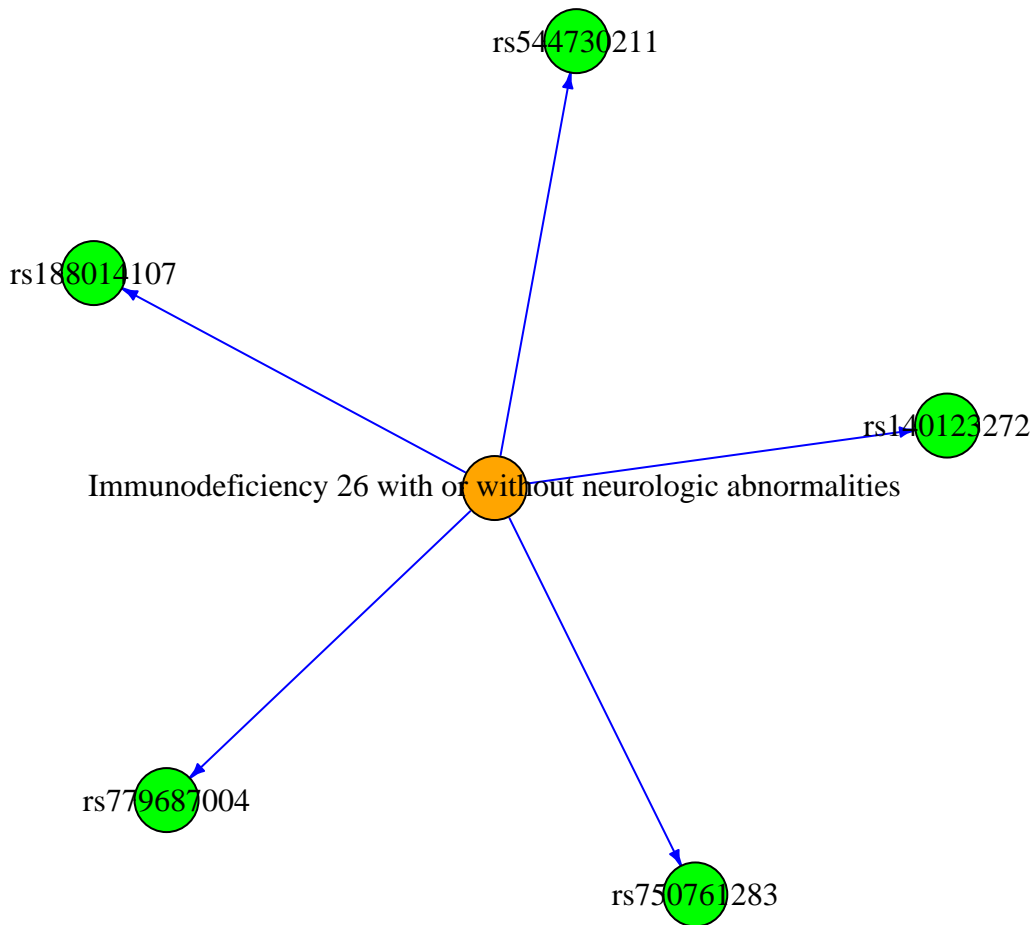 rs544730211
rs188014107
rs140123272
Immunodeficiency 26 with or without neurologic abnormalities
rs779687004
rs750761283